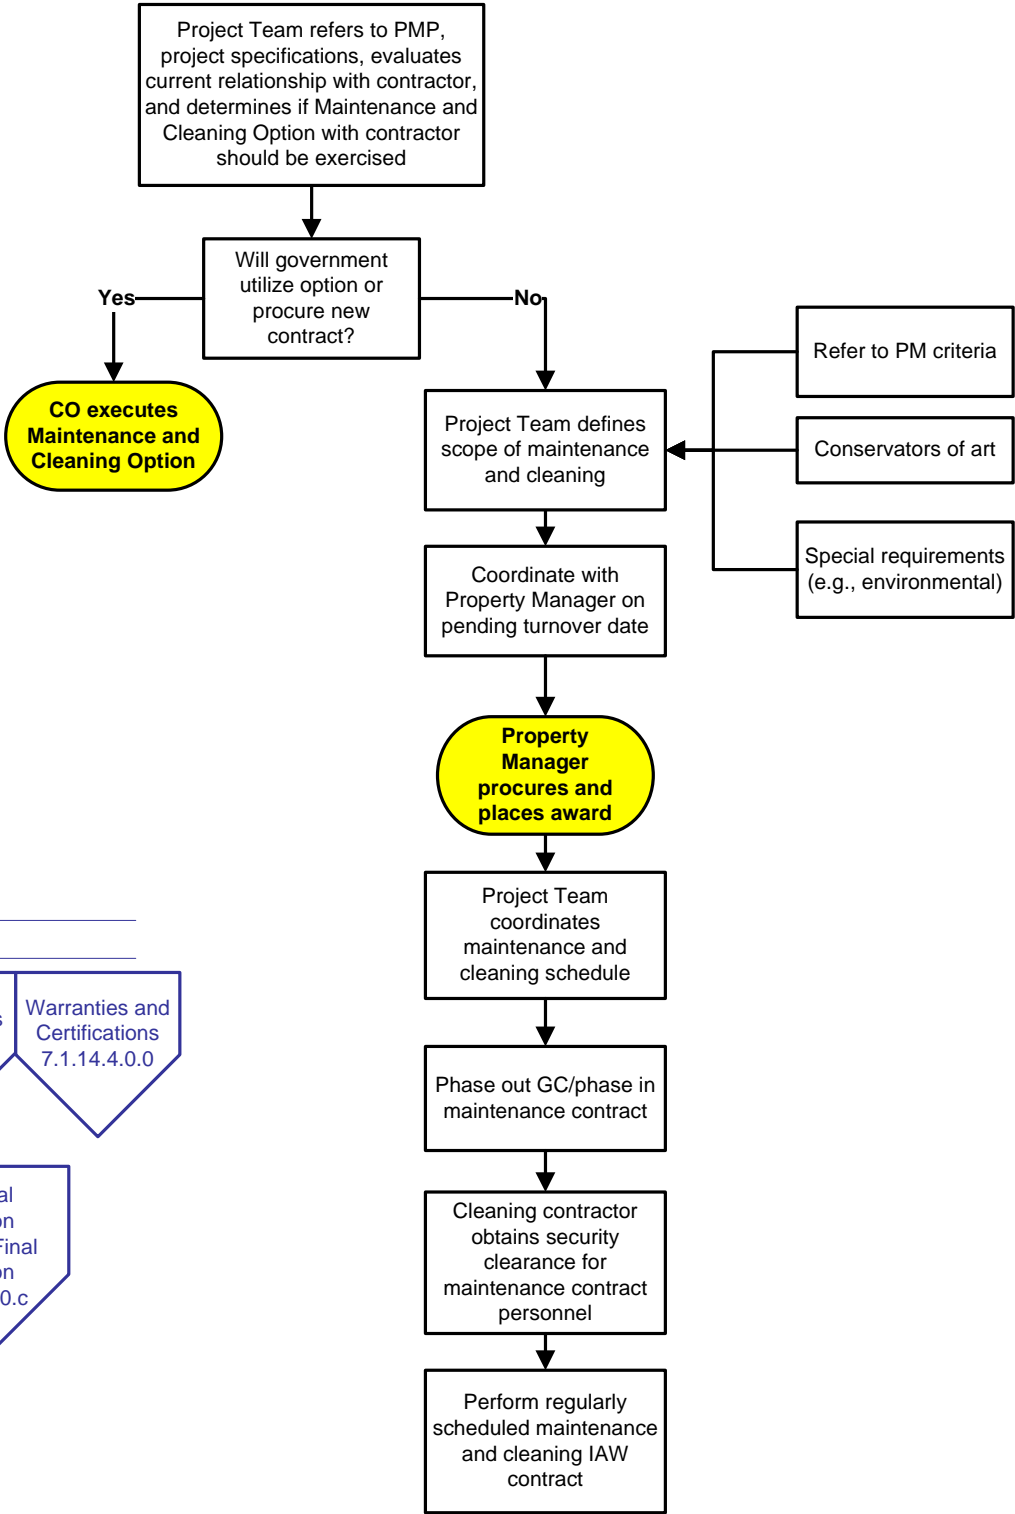 Project Team refers to PMP,
project specifications, evaluates
current relationship with contractor,
and determines if Maintenance and
Cleaning Option with contractor
should be exercised
Will government
utilize option or
procure new
contract?
Yes
No
CO executes
Maintenance and
Cleaning Option
Project Team defines
scope of maintenance
and cleaning
Refer to PM criteria
Conservators of art
Special requirements
(e.g., environmental)
Coordinate with
Property Manager on
pending turnover date
Property
Manager
procures and
places award
Project Team
coordinates
maintenance and
cleaning schedule
Warranties and
Certifications
7.1.14.4.0.0
Phase out GC/phase in
maintenance contract
Cleaning contractor
obtains security
clearance for
maintenance contract
personnel
Final
0.c
Perform regularly
scheduled maintenance
and cleaning IAW
contract